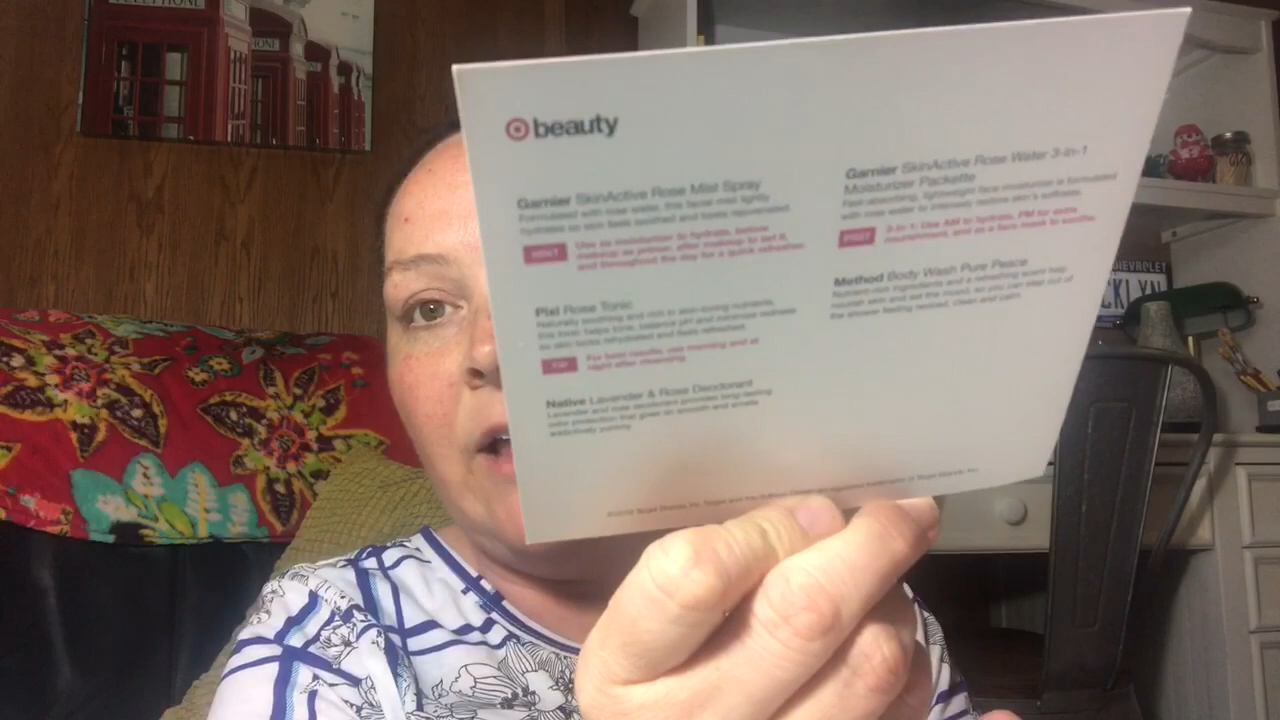 TELEPHONE
PHONE
beauty
Garnier SkinActive Rose Mist Spray
Formulated with rose water, this facial mist lightly
hydrates so skin feels soothed and looks rejuvenated.
Use as moisturizer to hydrate, before
makeup as primer, after makeup to set it,
and throughout the day for a quick refresher.
Pixi Rose Tonic
Naturally soothing and rich in skin-toning nutrients,
this tonic helps tone, balance pH and minimize redness
so skin looks rehydrated and feels refreshed.
TIP
For best results, use morning and at
night after cleansing.
Native Lavender & Rose Deodorant
Lavender and rose deodorant provides long-lasting
odor protection that goes on smooth and smells
addictively yummy.
Garnier SkinActive Rose Water 3-in-1
Moisturizer Packette
Fast-absorbing, lightweight face moisturizer is formulated
with rose water to intensely restore skin's softness.
3-in-1: Use AM to hydrate, PM for extra
nourishment, and as a face mask to soothe.
Method Body Wash Pure Peace
Nutrient-rich ingredients and a refreshing scent help
nourish skin and set the mood, so you can step out of
the shower feeling revived, clean and calm.
Target Brands, Inc.
CHEVROLET
CKLYN